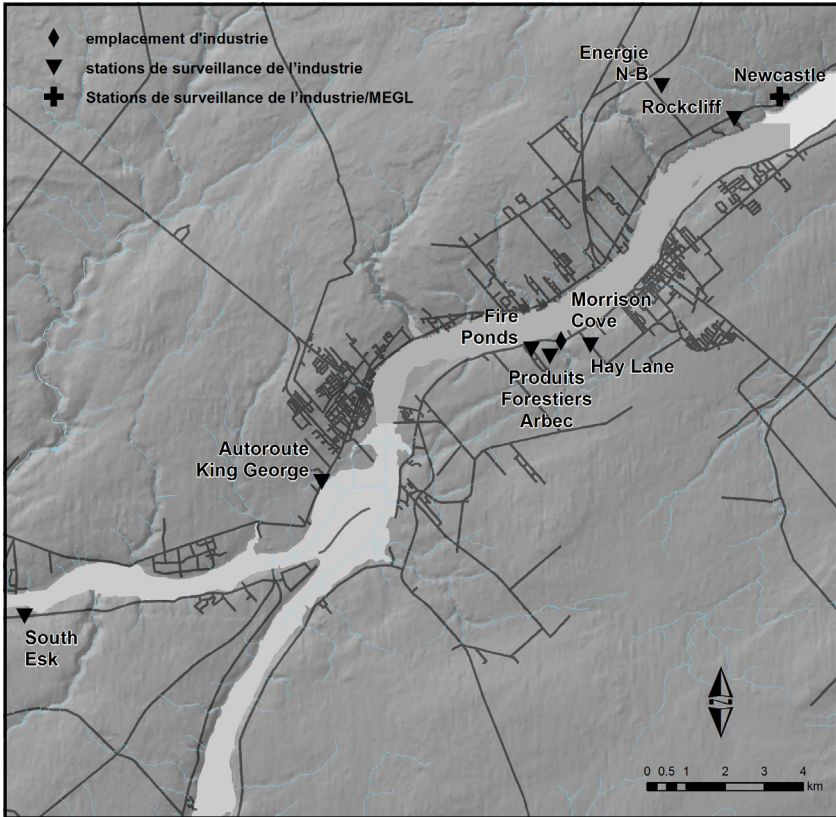 emplacement d'industrie
stations de surveillance de l'industrie
Stations de surveillance de l'industrie/MEGL
Energie
N-B
Newcastle
Rockcliff
Morrison
Cove
Fire
Ponds
Hay Lane
Produits
Forestiers
Arbec
Autoroute
King George
South
Esk
N
0 0.5 1 2 3 4
km